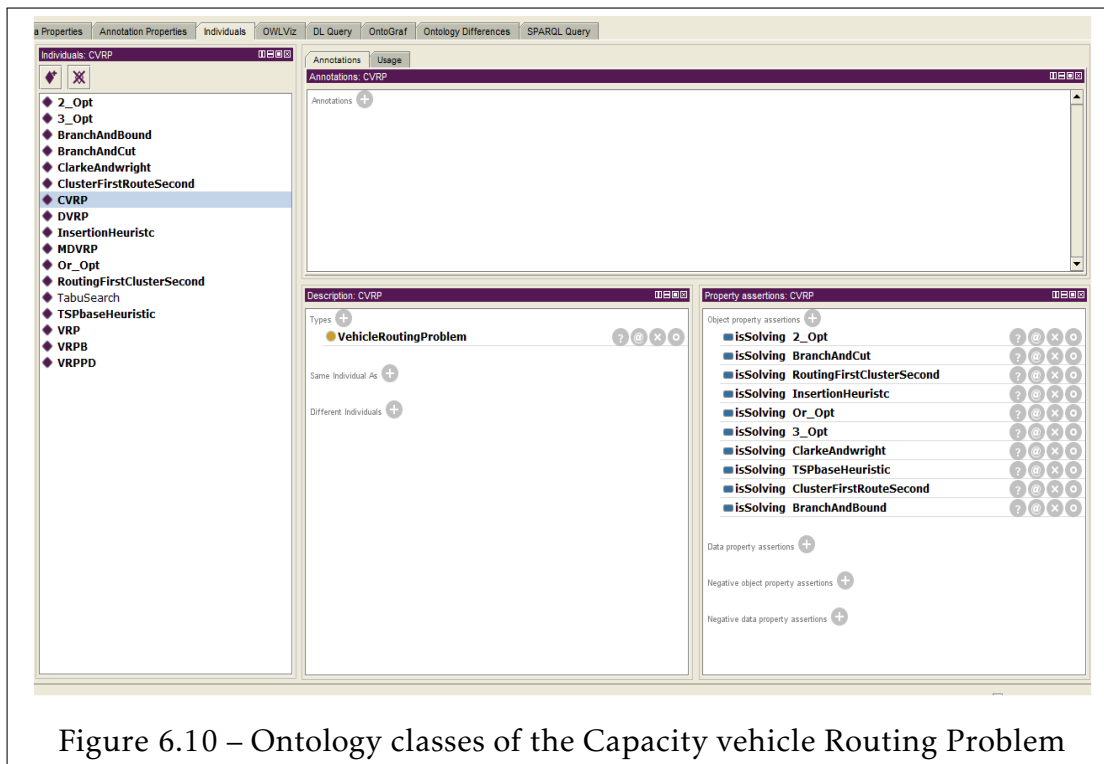 a Properties
Annotation Properties
Individuals
OWLViz
DL Query
OntoGraf
Ontology Differences
SPARQL Query
Individuals: CVRP
2_Opt
3_Opt
BranchAndBound
BranchAndCut
ClarkeAndwright
ClusterFirstRouteSecond
CVRP
DVRP
InsertionHeuristc
MDVRP
Or_Opt
RoutingFirstClusterSecond
TabuSearch
TSPbaseHeuristic
VRP
VRPB
VRPPD
Annotations
Usage
Annotations: CVRP
Annotations
Description: CVRP
Types
VehicleRoutingProblem
Same Individual As
Different Individuals
Property assertions: CVRP
Object property assertions
isSolving 2_Opt
isSolving BranchAndCut
isSolving RoutingFirstClusterSecond
isSolving InsertionHeuristc
isSolving Or_Opt
isSolving 3_Opt
isSolving ClarkeAndwright
isSolving TSPbaseHeuristic
isSolving ClusterFirstRouteSecond
isSolving BranchAndBound
Data property assertions
Negative object property assertions
Negative data property assertions
Figure 6.10 – Ontology classes of the Capacity vehicle Routing Problem